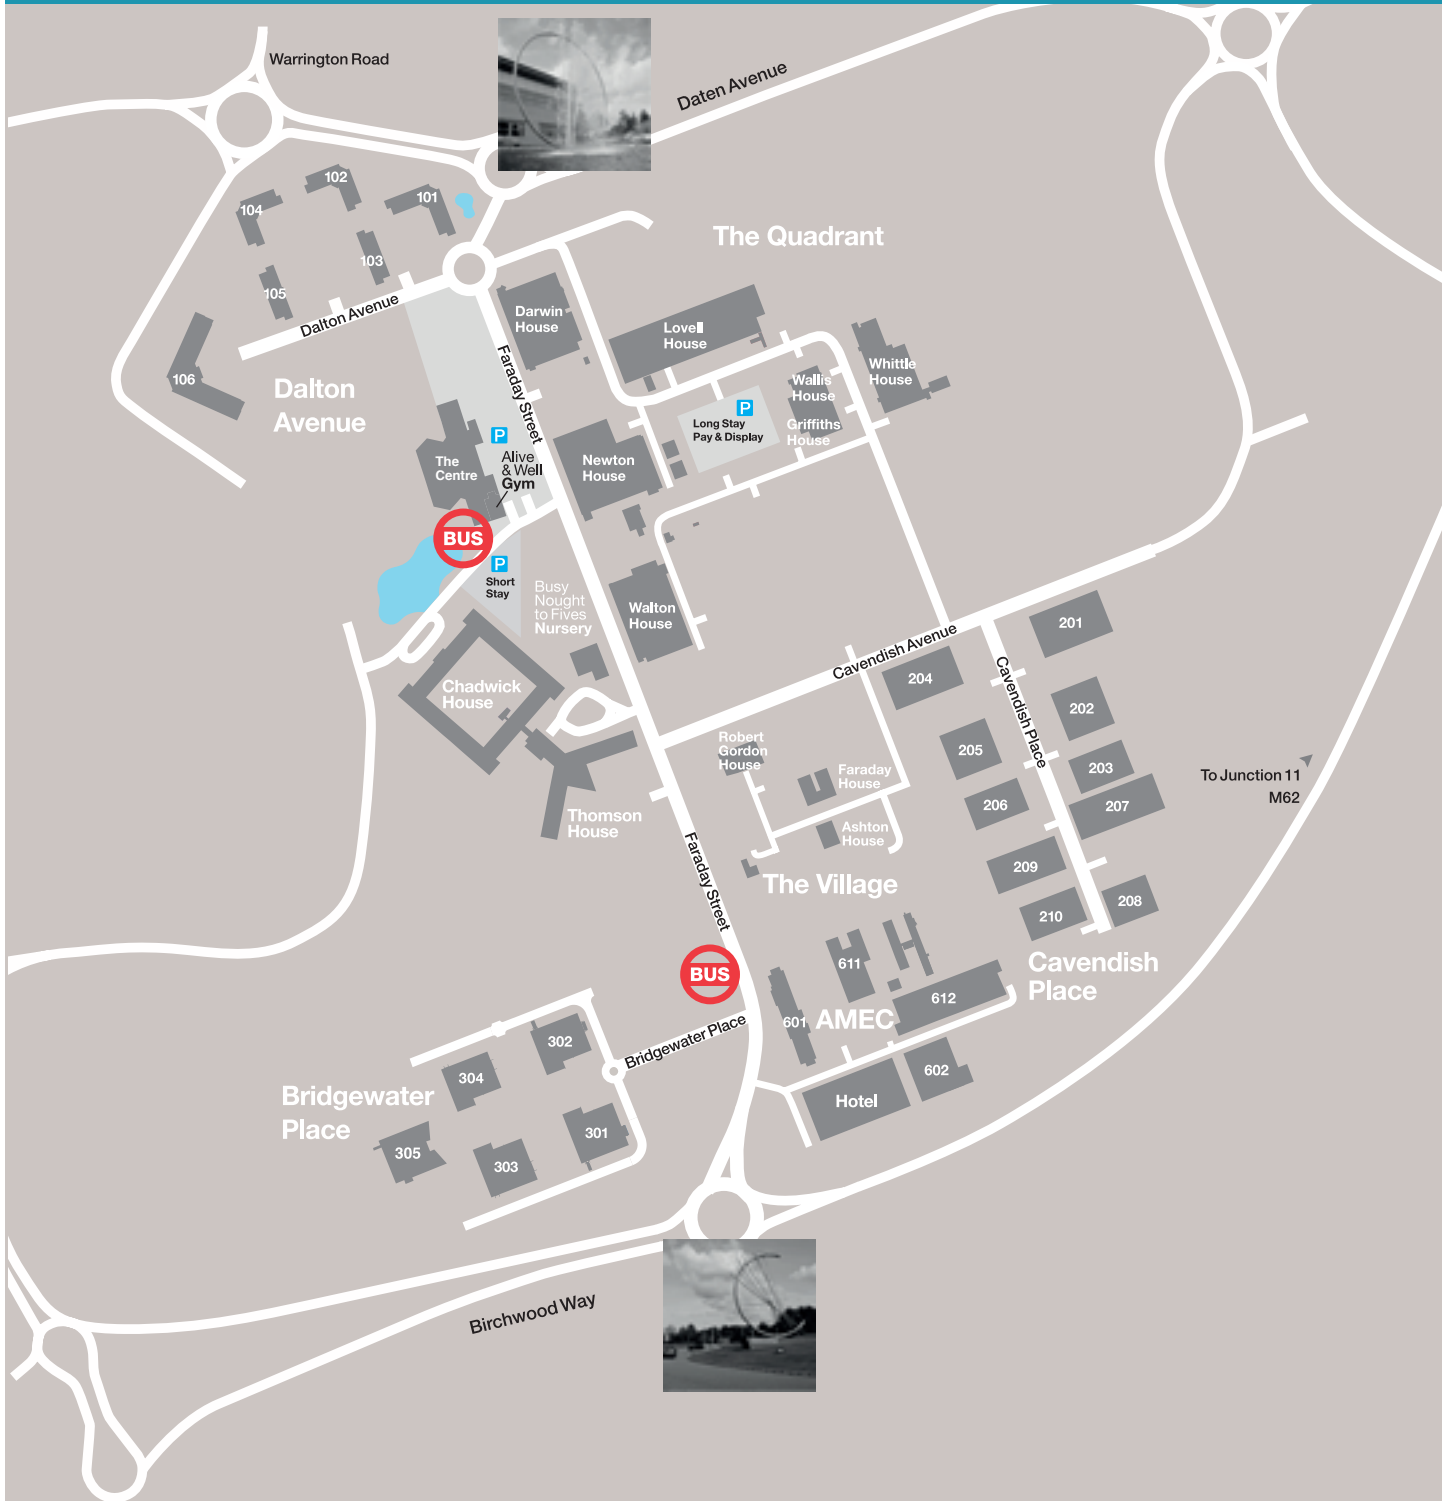 Warrington Road
Daten Avenue
102
101
104
103
105
106
Dalton Avenue
Dalton
Avenue
The Quadrant
Darwin
House
Lovell
House
Whittle
House
Wallis
House
Griffiths
House
P
Long Stay
Pay & Display
Faraday Street
P
Alive
& Well
Gym
The
Centre
Newton
House
BUS
P
Short
Stay
Busy
Nought
to Fives
Nursery
Walton
House
Chadwick
House
Thomson
House
Cavendish Avenue
201
204
Cavendish Place
202
205
203
206
207
209
208
210
Cavendish
Place
To Junction 11
M62
Robert
Gordon
House
Faraday
House
Ashton
House
The Village
Faraday Street
BUS
611
612
601
AMEC
602
Hotel
Bridgewater Place
302
304
301
303
305
Bridgewater
Place
Birchwood Way